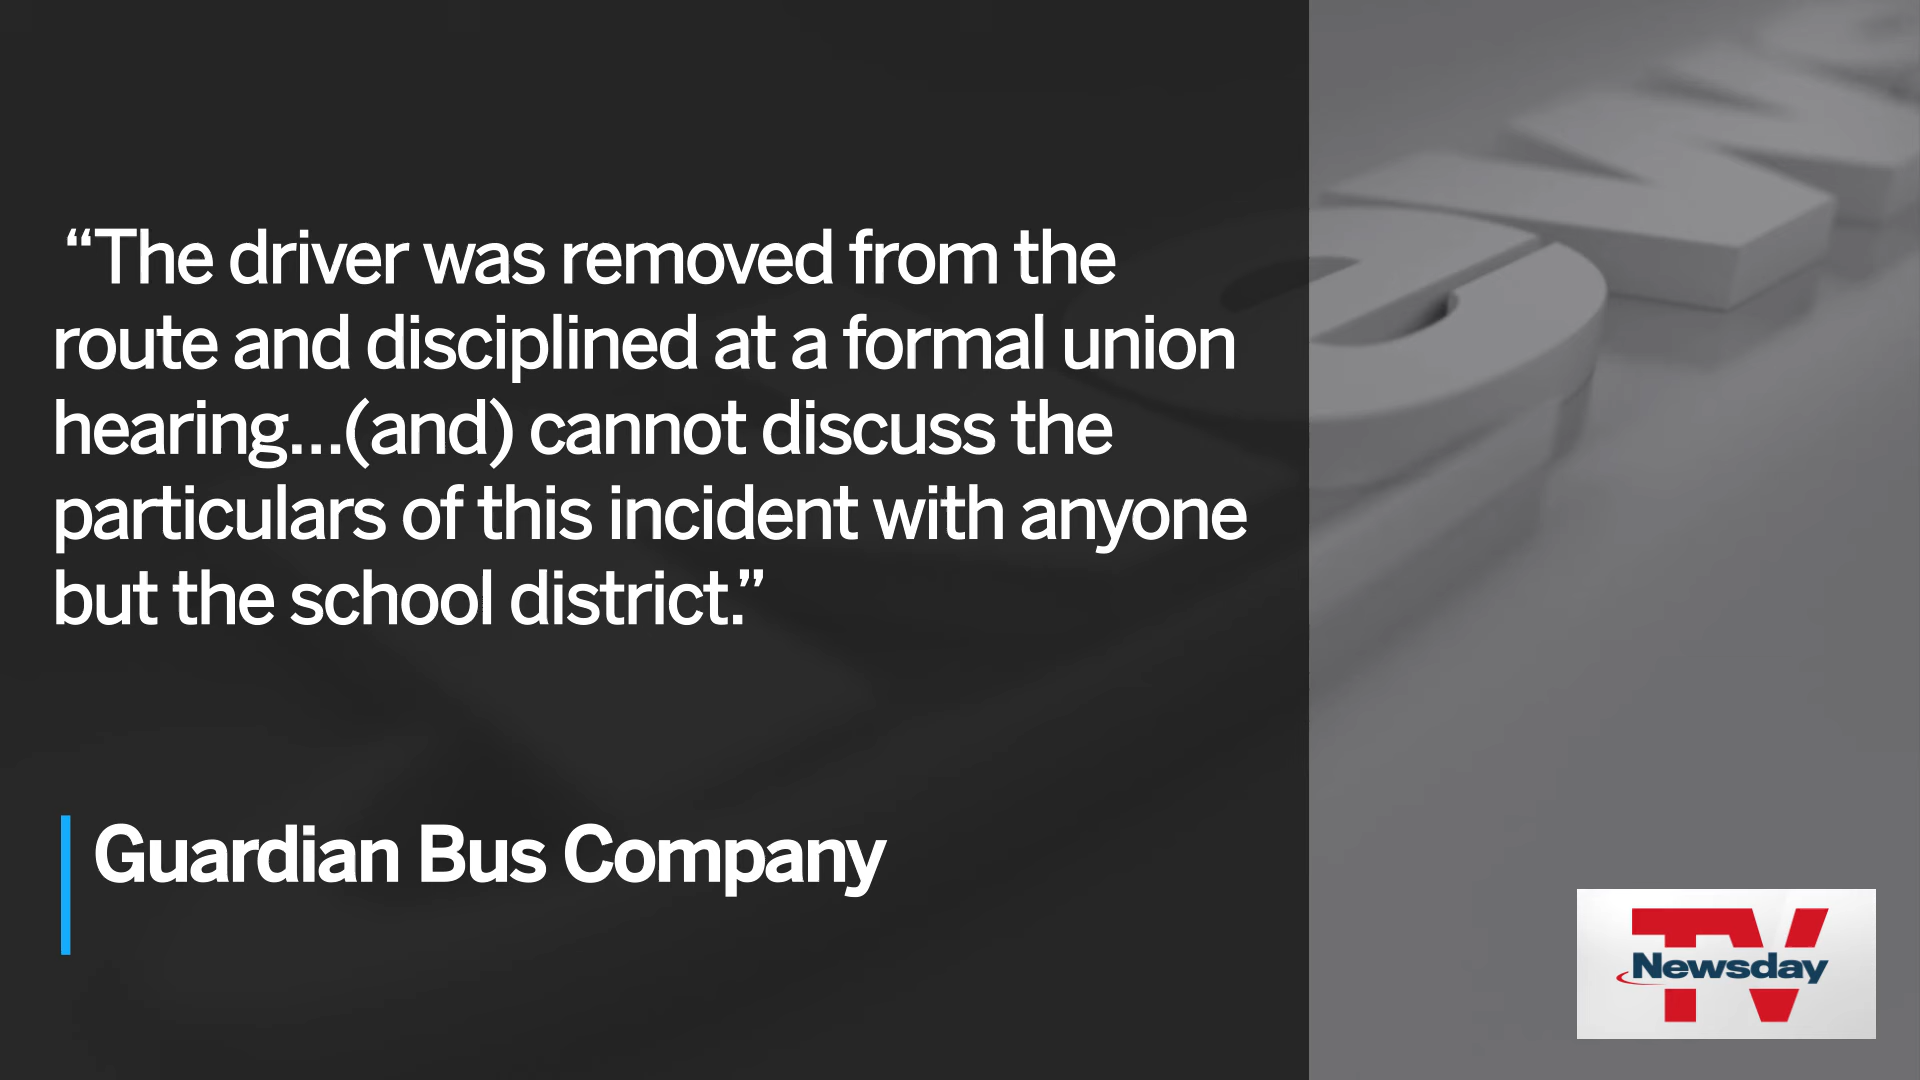 “The driver was removed from the
route and disciplined at a formal union
hearing...(and) cannot discuss the
particulars of this incident with anyone
but the school district.”
Guardian Bus Company
TV
Newsday